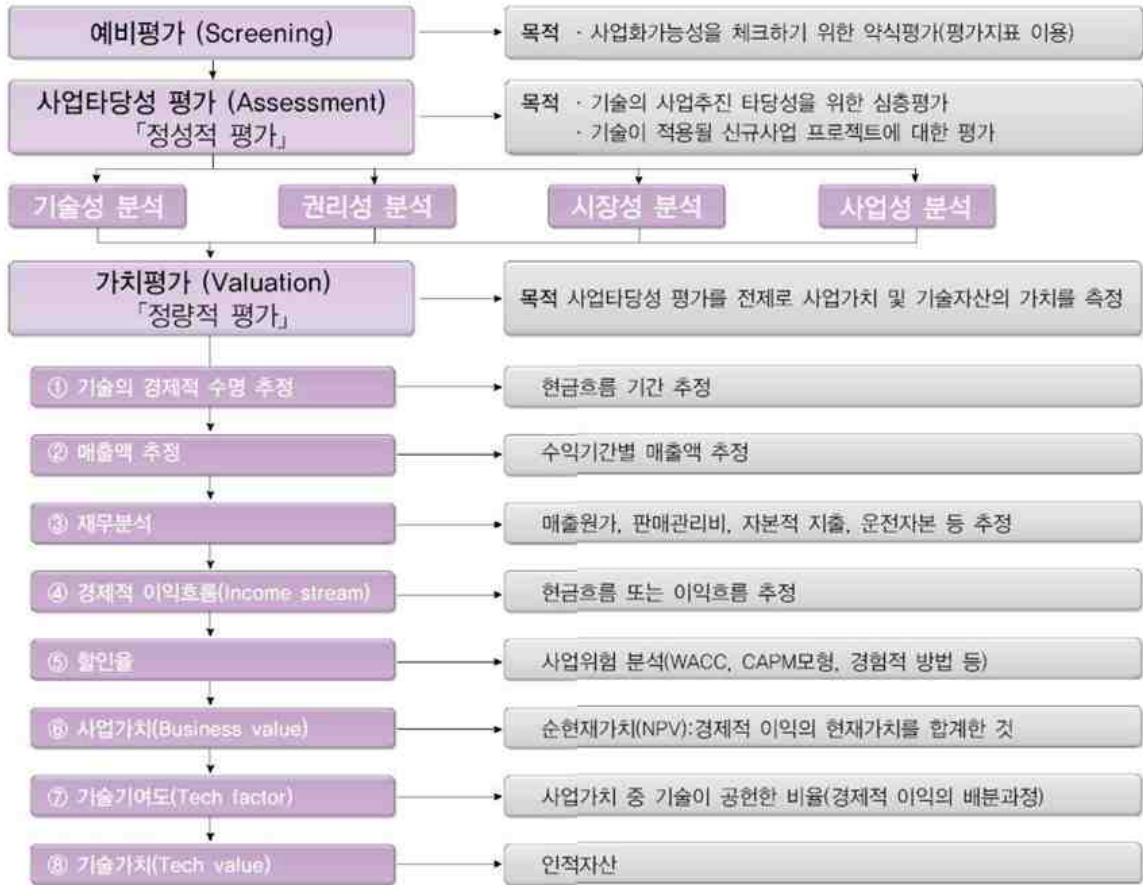 예비평가 (Screening)
목적 · 사업화가능성을 체크하기 위한 약식평가(평가지표 이용)
사업타당성 평가 (Assessment)
「정성적 평가」
목적 · 기술의 사업추진 타당성을 위한 심층평가
· 기술이 적용될 신규사업 프로젝트에 대한 평가
기술성 분석
권리성 분석
시장성 분석
사업성 분석
가치평가 (Valuation)
「정량적 평가」
목적 사업타당성 평가를 전제로 사업가치 및 기술자산의 가치를 측정
① 기술의 경제적 수명 추정
현금흐름 기간 추정
② 매출액 추정
수익기간별 매출액 추정
③ 재무분석
매출원가, 판매관리비, 자본적 지출, 운전자본 등 추정
④ 경제적 이익흐름(Income stream)
현금흐름 또는 이익흐름 추정
⑤ 할인율
사업위험 분석(WACC, CAPM모형, 경험적 방법 등)
⑥ 사업가치(Business value)
순현재가치(NPV):경제적 이익의 현재가치를 합계한 것
⑦ 기술기여도(Tech factor)
사업가치 중 기술이 공헌한 비율(경제적 이익의 배분과정)
⑧ 기술가치(Tech value)
인적자산